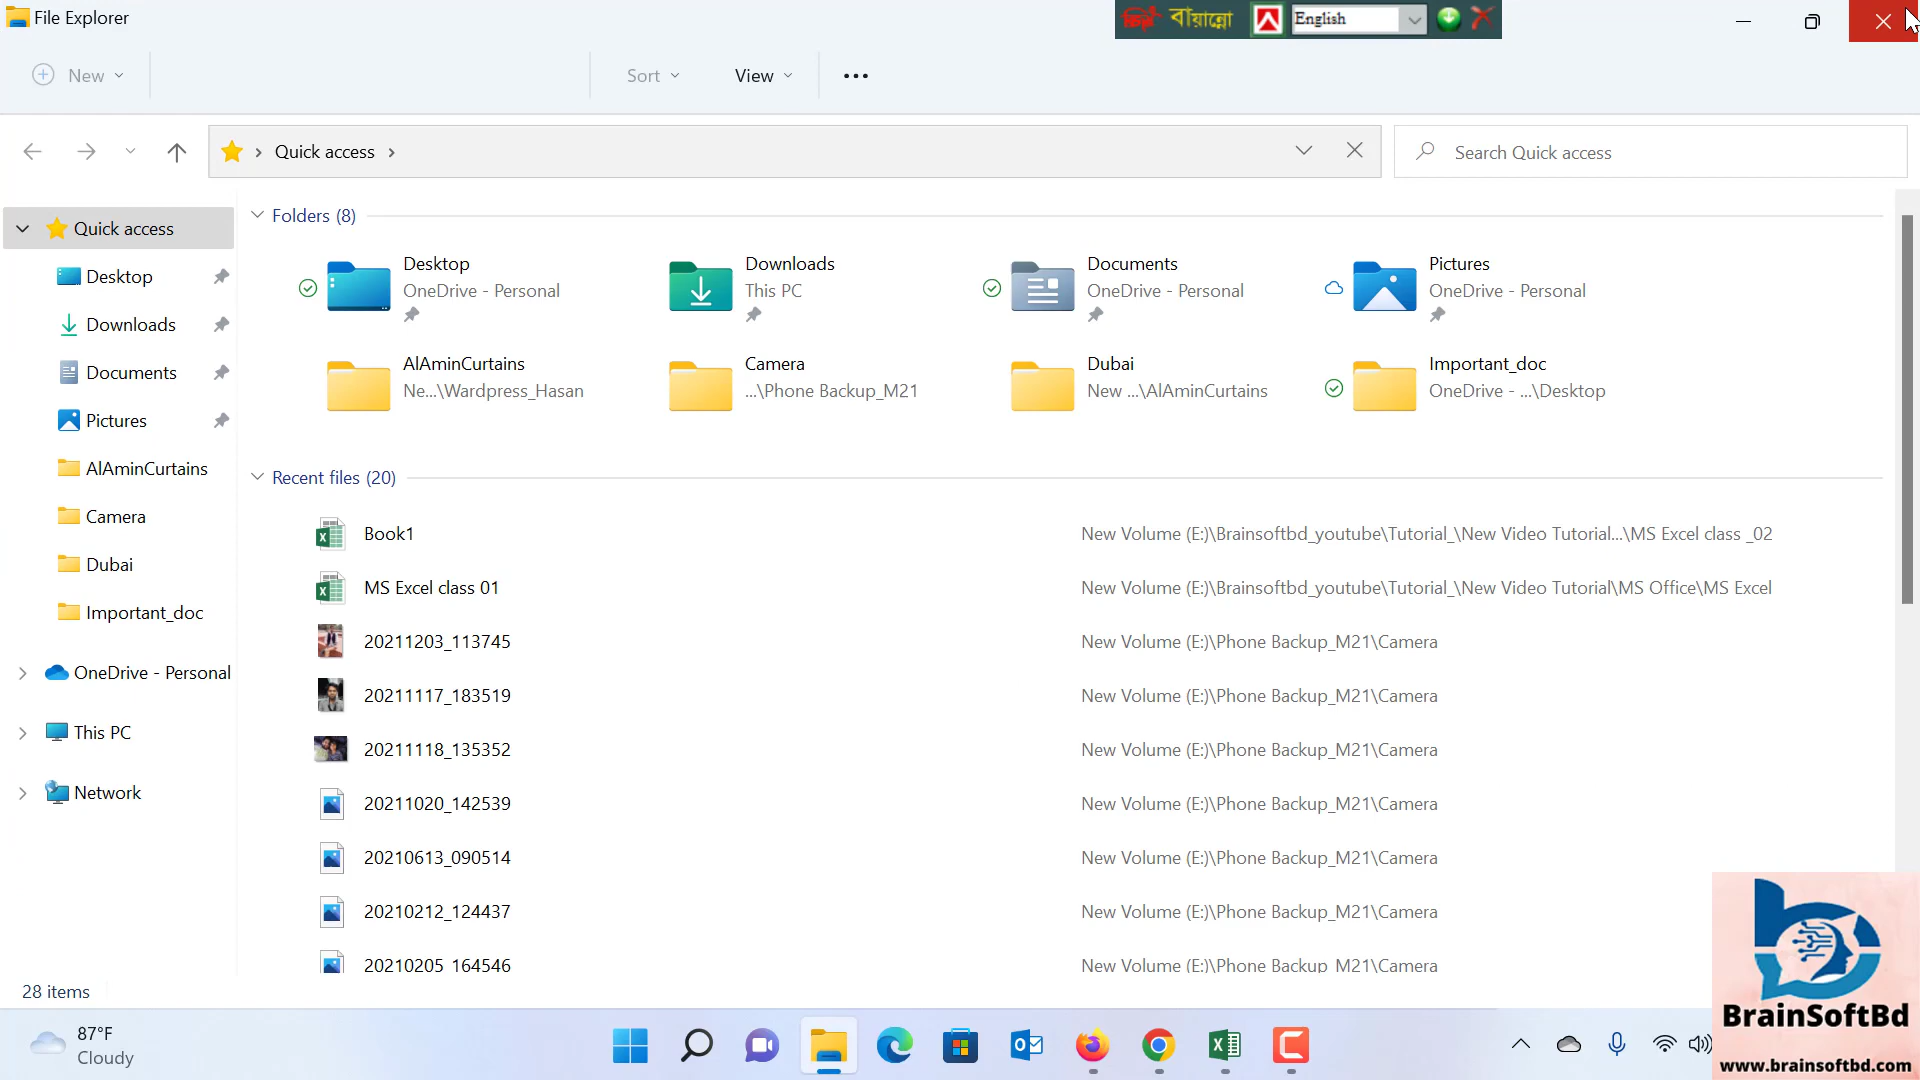 File Explorer
বায়ান্নো
English
New
Sort
View
Quick access
Search Quick access
Quick access
Desktop
Downloads
Documents
Pictures
AlAminCurtains
Camera
Dubai
Important_doc
OneDrive - Personal
This PC
Network
Folders (8)
Desktop
OneDrive - Personal
Downloads
This PC
Documents
OneDrive - Personal
Pictures
OneDrive - Personal
AlAminCurtains
Ne...\Wardpress_Hasan
Camera
...\Phone Backup_M21
Dubai
New ...\AlAminCurtains
Important_doc
OneDrive - ...\Desktop
Recent files (20)
Book1 New Volume (E:)\Brainsoftbd_youtube\Tutorial_\New Video Tutorial...\MS Excel class _02
MS Excel class 01 New Volume (E:)\Brainsoftbd_youtube\Tutorial_\New Video Tutorial\MS Office\MS Excel
20211203_113745 New Volume (E:)\Phone Backup_M21\Camera
20211117_183519 New Volume (E:)\Phone Backup_M21\Camera
20211118_135352 New Volume (E:)\Phone Backup_M21\Camera
20211020_142539 New Volume (E:)\Phone Backup_M21\Camera
20210613_090514 New Volume (E:)\Phone Backup_M21\Camera
20210212_124437 New Volume (E:)\Phone Backup_M21\Camera
20210205_164546 New Volume (E:)\Phone Backup_M21\Camera
28 items
87°F
Cloudy
BrainSoftBd
www.brainsoftbd.com